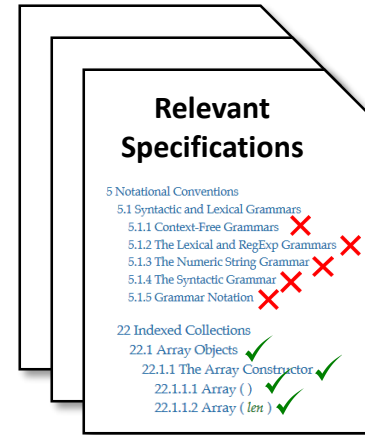 Relevant
Specifications
5 Notational Conventions
5.1 Syntactic and Lexical Grammars
5.1.1 Context-Free Grammars
5.1.2 The Lexical and RegExp Grammars
5.1.3 The Numeric String Grammar
5.1.4 The Syntactic Grammar
5.1.5 Grammar Notation
22 Indexed Collections
22.1 Array Objects
22.1.1 The Array Constructor
22.1.1.1 Array ( )
22.1.1.2 Array ( len )